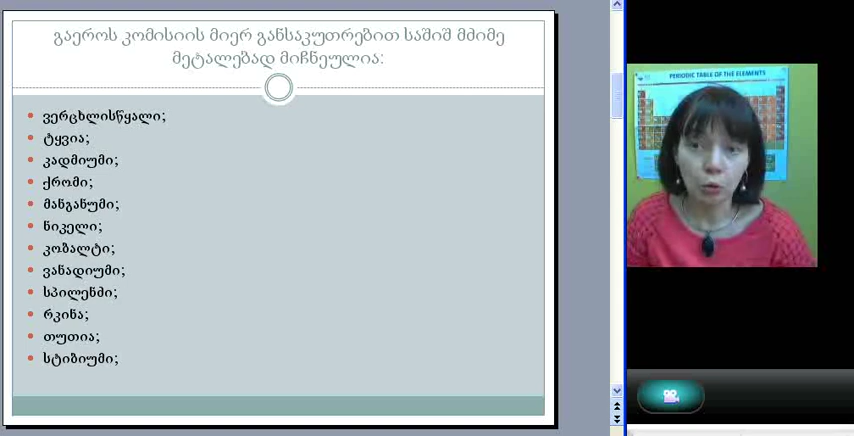 გაეროს კომისიის მიერ განსაკუთრებით საშიშ მძიმე
მეტალებად მიჩნეულია:
ვერცხლისწყალი;
ტყვია;
კადმიუმი;
ქრომი;
მანგანუმი;
ნიკელი;
კობალტი;
ვანადიუმი;
სპილენძი;
რკინა;
თუთია;
სტიბიუმი;
PERIODIC TABLE OF THE ELEMENTS